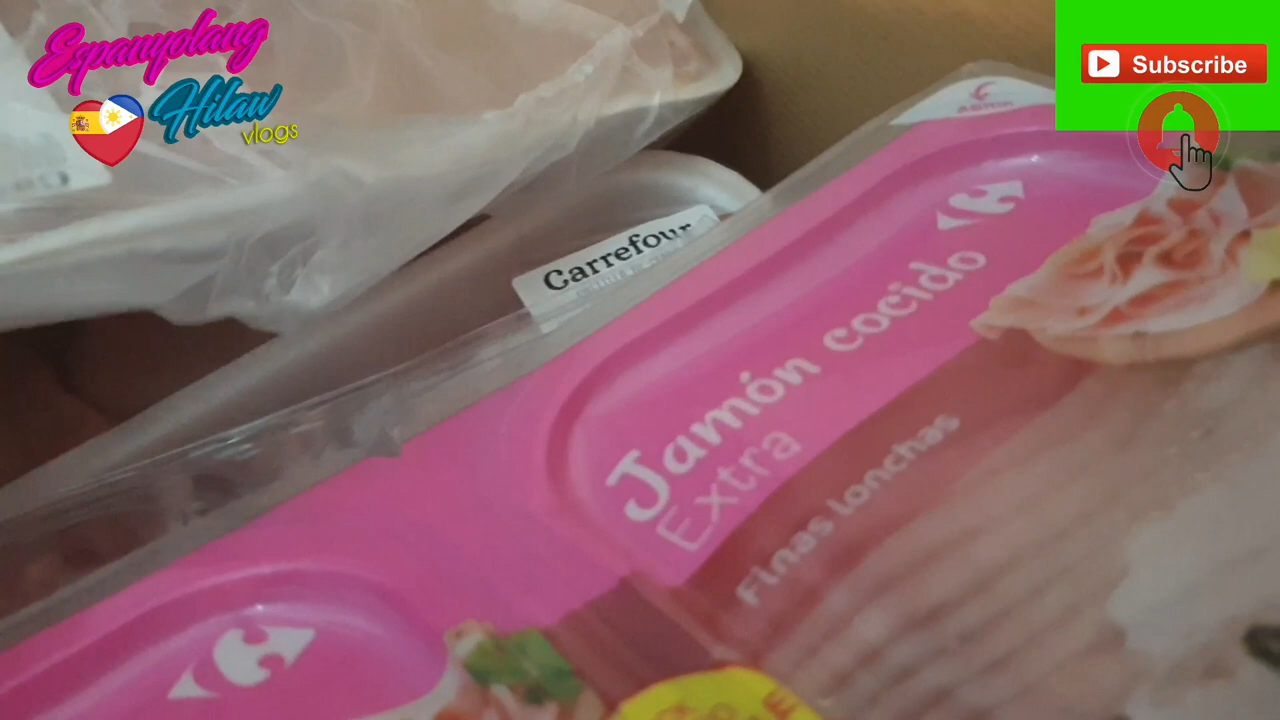 Espanyolang
Hilaw
vlogs
Subscribe
Carrefour
Jamón cocido
Extra
Finas lonchas